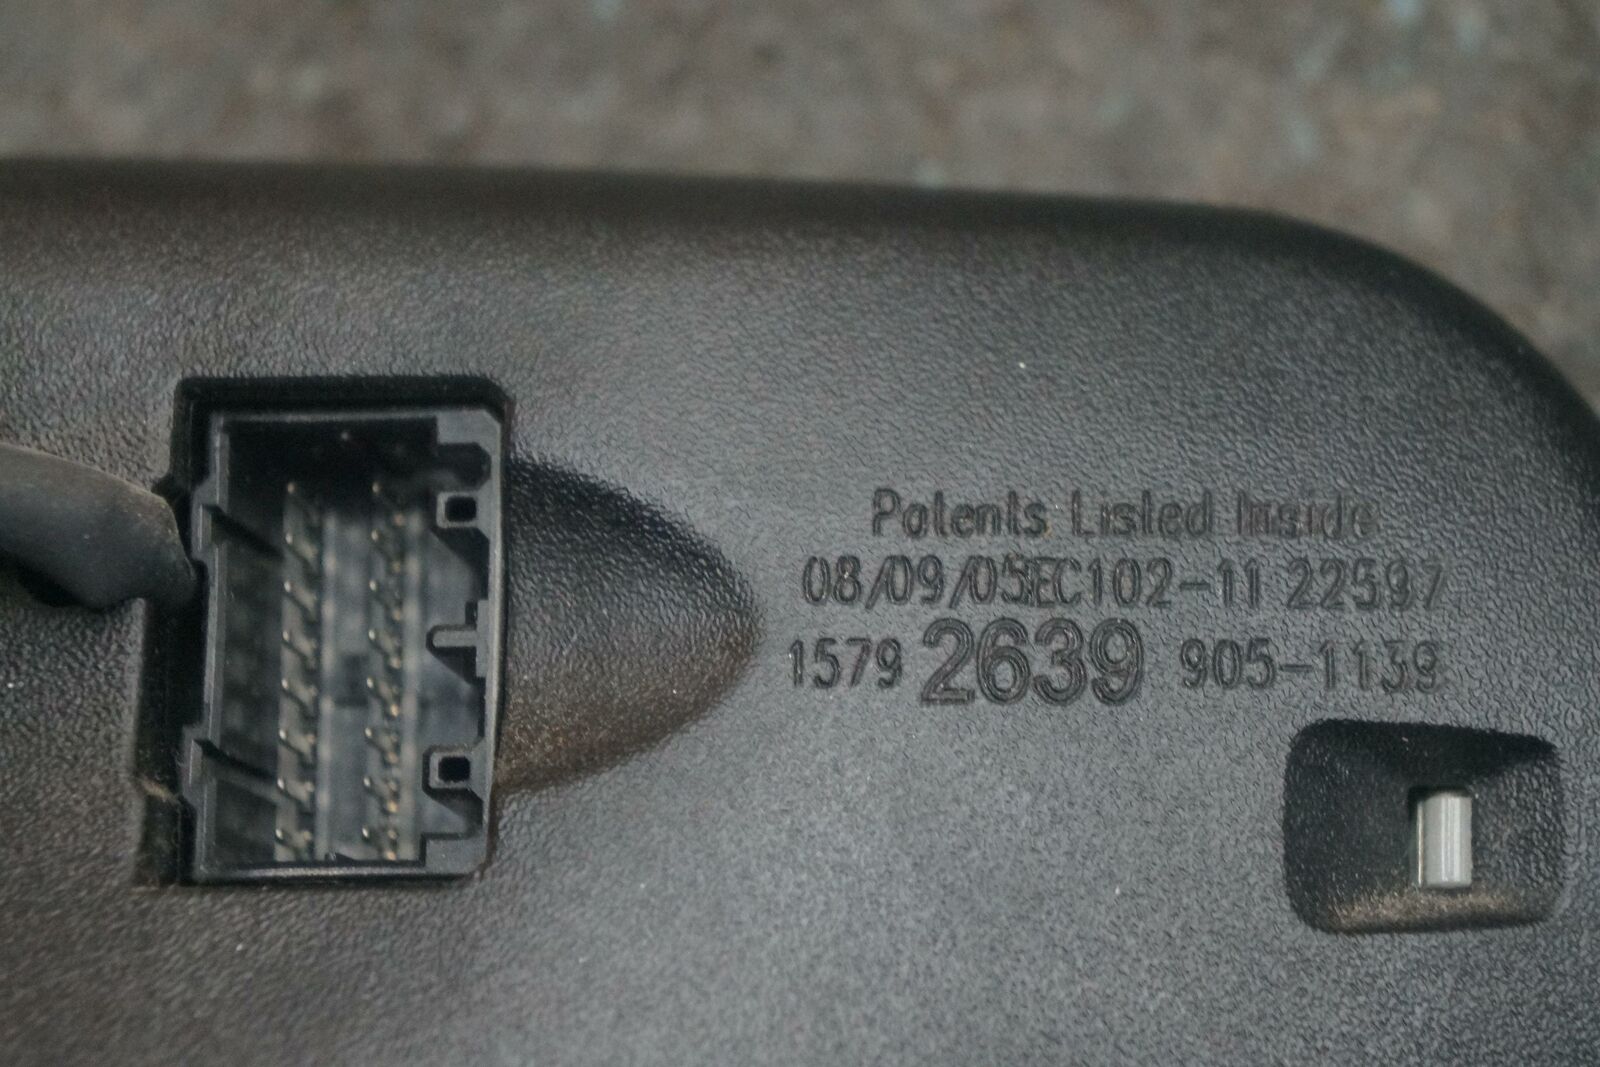 Patents Listed Inside
08/09/05EC102-11 22597
1579 2639 905-1139